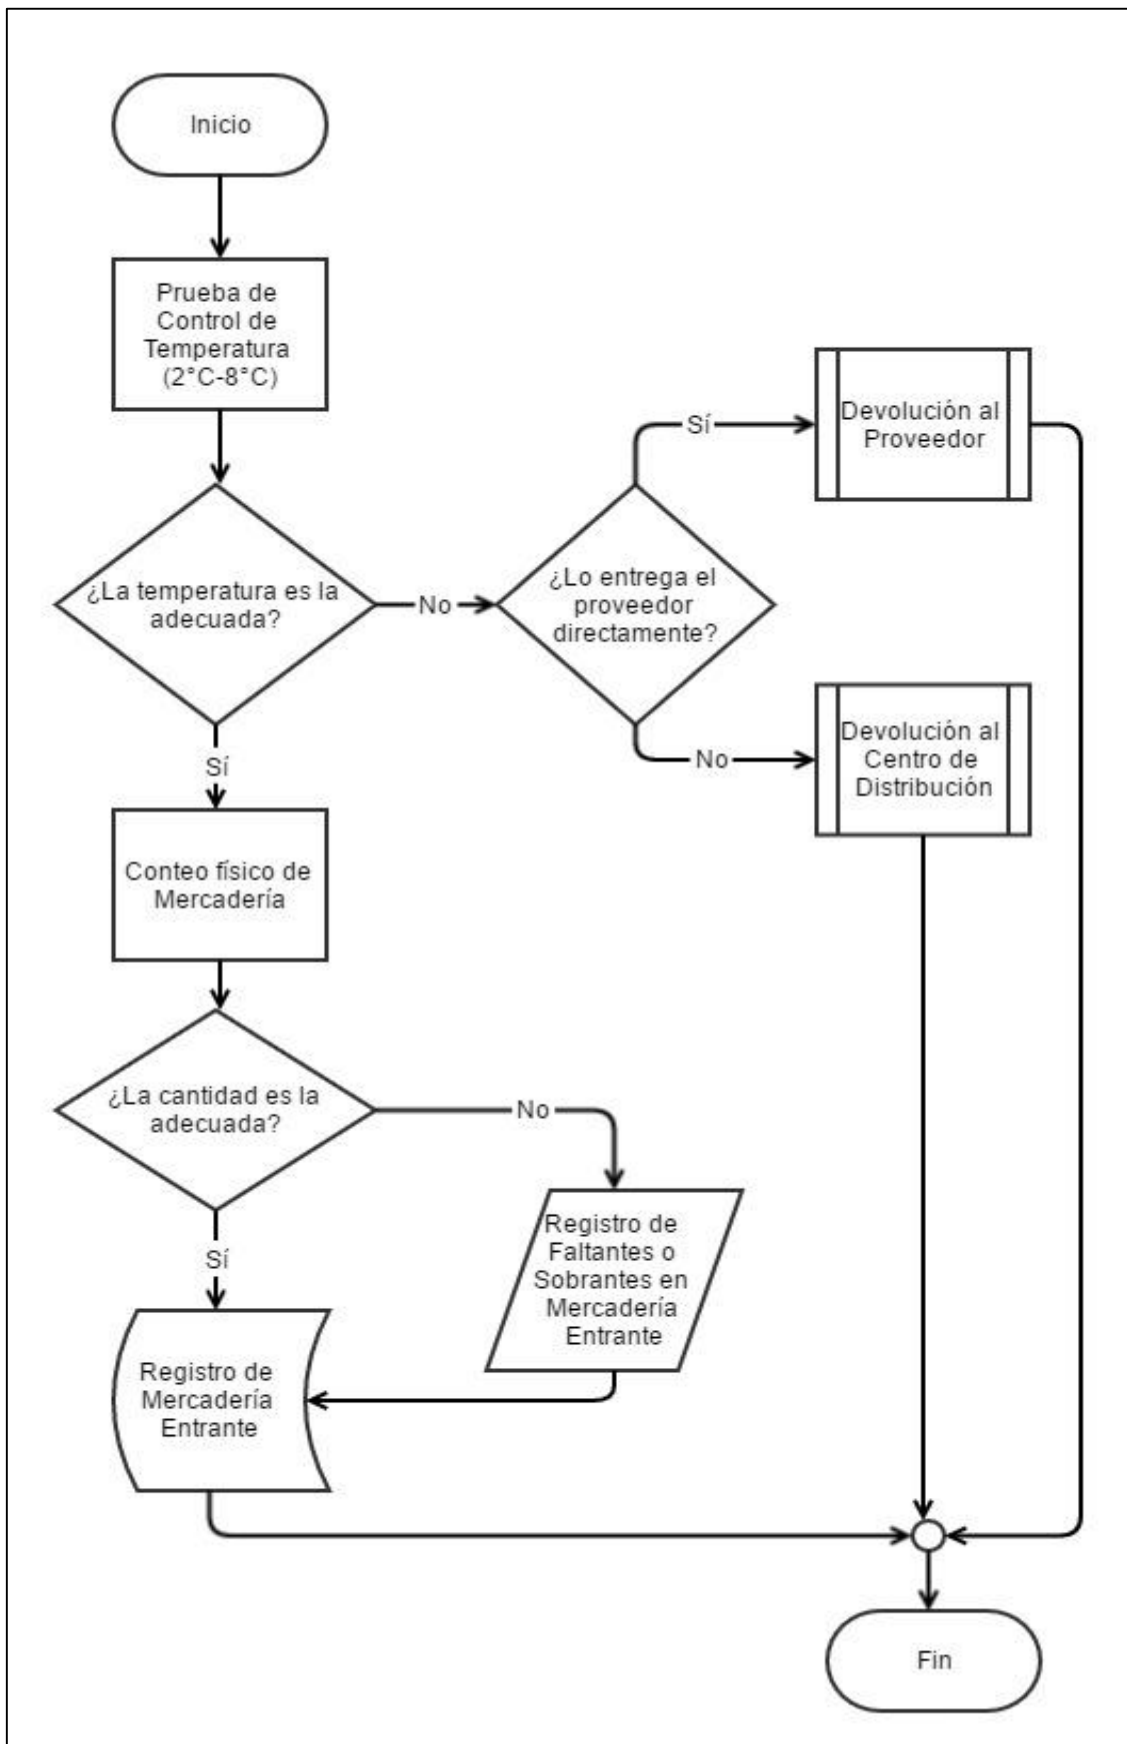 Inicio
Prueba de
Control de
Temperatura
(2°C-8°C)
¿La temperatura es la
adecuada?
No
¿Lo entrega el
proveedor
directamente?
Sí
Devolución al
Proveedor
No
Devolución al
Centro de
Distribución
Sí
Conteo físico de
Mercadería
¿La cantidad es la
adecuada?
No
Registro de
Faltantes o
Sobrantes en
Mercadería
Entrante
Sí
Registro de
Mercadería
Entrante
Fin